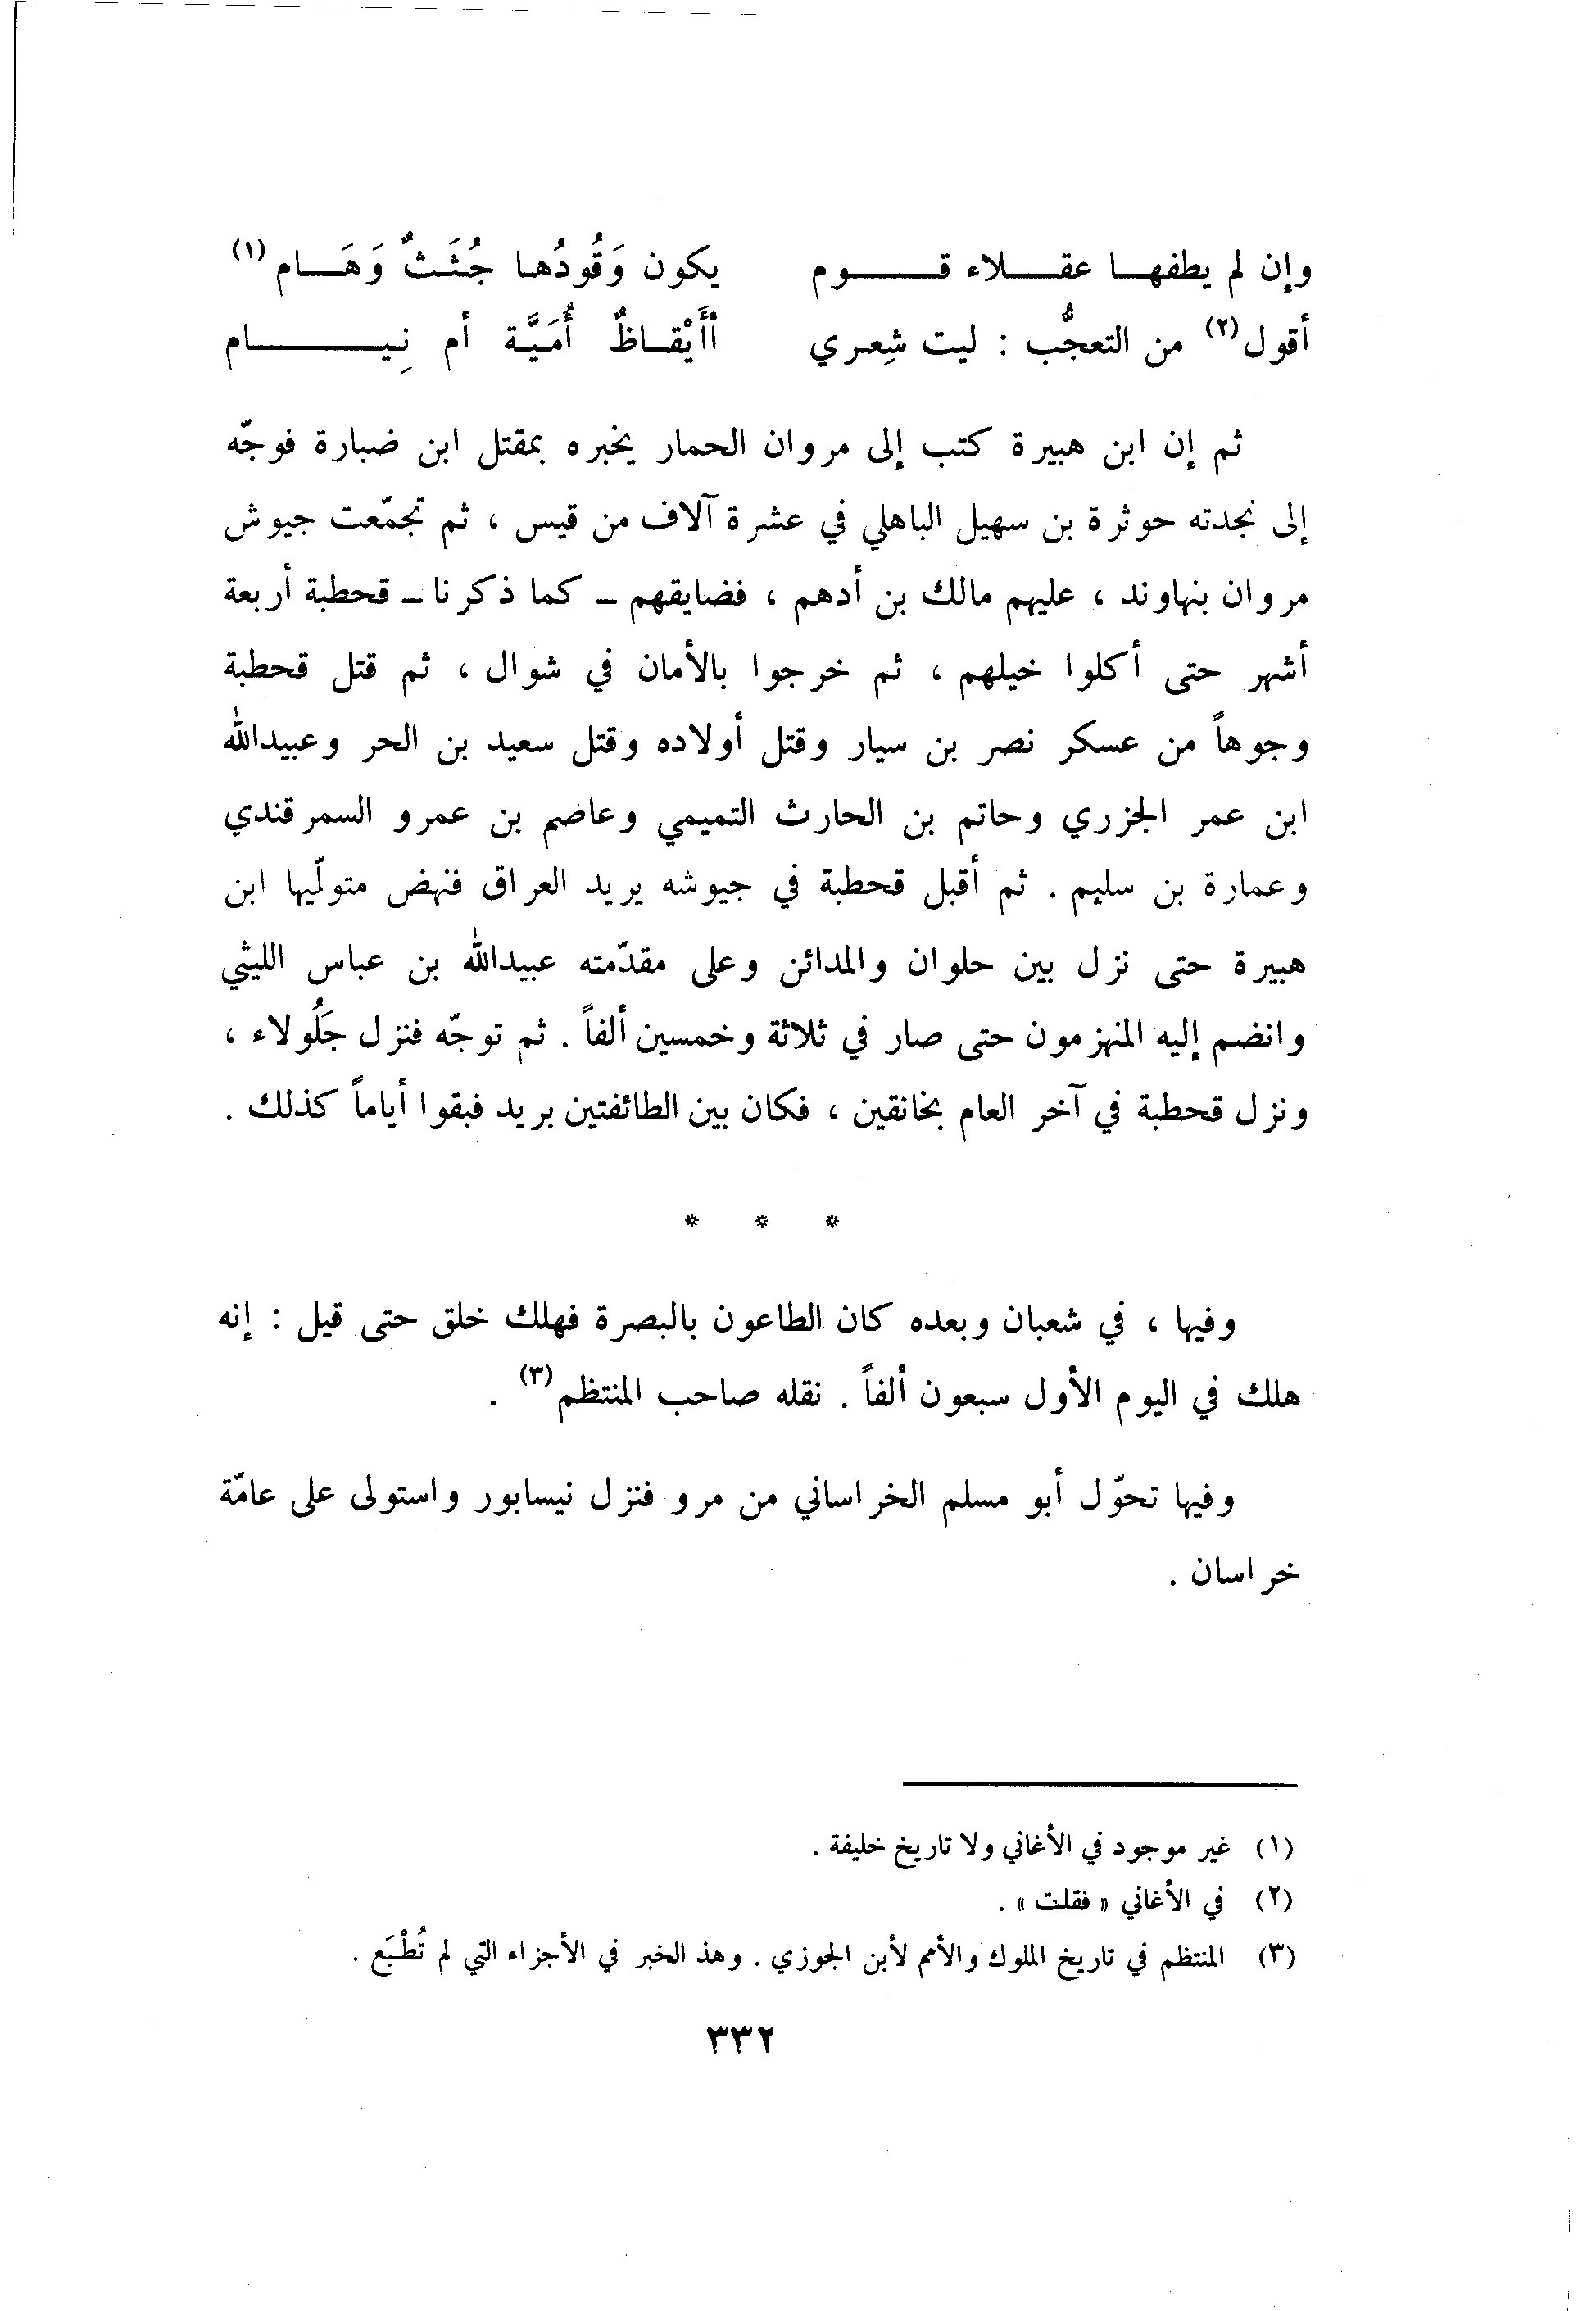 وإن لم يطفهـــا عقـــلاء قـــوم يكون وَقُودُها جُثَـثٌ وَهَـــام (١)
أقول (٢) من التعجُّب : ليت شِعري أأَيْقـاظٌ أُمَيَّـة أم نِيـــام
ثم إن ابن هبيرة كتب إلى مروان الحمار يخبره بمقتل ابن ضبارة فوجّه
إلى نجدته حوثرة بن سهيل الباهلي في عشرة آلاف من قيس ، ثم تجمّعت جيوش
مروان بنهاوند ، عليهم مالك بن أدهم ، فضايقهم – كما ذكرنا – قحطبة أربعة
أشهر حتى أكلوا خيلهم ، ثم خرجوا بالأمان في شوال ، ثم قتل قحطبة
وجوهاً من عسكر نصر بن سيار وقتل أولاده وقتل سعيد بن الحر وعبيدالله
ابن عمر الجزري وحاتم بن الحارث التميمي وعاصم بن عمرو السمرقندي
وعمارة بن سليم . ثم أقبل قحطبة في جيوشه يريد العراق فنهض متولّيها ابن
هبيرة حتى نزل بين حلوان والمدائن وعلى مقدّمته عبيدالله بن عباس الليثي
وانضم إليه المنهزمون حتى صار في ثلاثة وخمسين ألفاً . ثم توجّه فنزل جَلُولاء ،
ونزل قحطبة في آخر العام بخانقين ، فكان بين الطائفتين بريد فبقوا أياماً كذلك .
* * *
وفيها ، في شعبان وبعده كان الطاعون بالبصرة فهلك خلق حتى قيل : إنه
هلك في اليوم الأول سبعون ألفاً . نقله صاحب المنتظم (٣) .
وفيها تحوّل أبو مسلم الخراساني من مرو فنزل نيسابور واستولى على عامّة
خراسان .
(١) غير موجود في الأغاني ولا تاريخ خليفة .
(٢) في الأغاني « فقلت » .
(٣) المنتظم في تاريخ الملوك والأمم لأبن الجوزي . وهذ الخبر في الأجزاء التي لم تُطْبَع .
٣٣٢